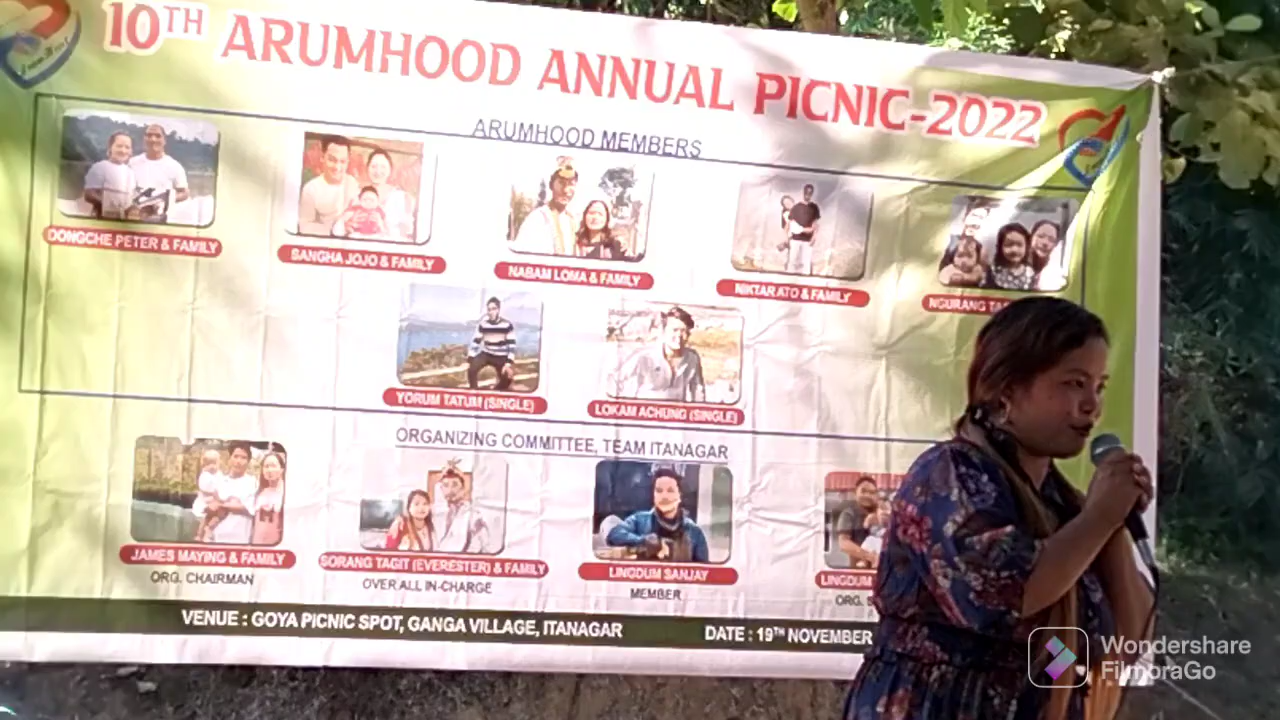 10TH ARUMHOOD ANNUAL PICNIC-2022
ARUMHOOD MEMBERS
DONGCHE PETER & FAMILY
SANGHA JOJO & FAMILY
NABAM LOMA & FAMILY
NIKTAR ATO & FAMILY
NGURANG
YORUM TATUM (SINGLE)
LOKAM ACHUNG (SINGLE)
ORGANIZING COMMITTEE, TEAM ITANAGAR
JAMES MAYING & FAMILY
ORG. CHAIRMAN
SORANG TAGIT (EVERESTER) & FAMILY
OVER ALL IN-CHARGE
LINGDUM SANJAY
MEMBER
LINGDUM
ORG.
VENUE : GOYA PICNIC SPOT, GANGA VILLAGE, ITANAGAR
DATE : 19TH NOVEMBER
Wondershare
FilmoraGo